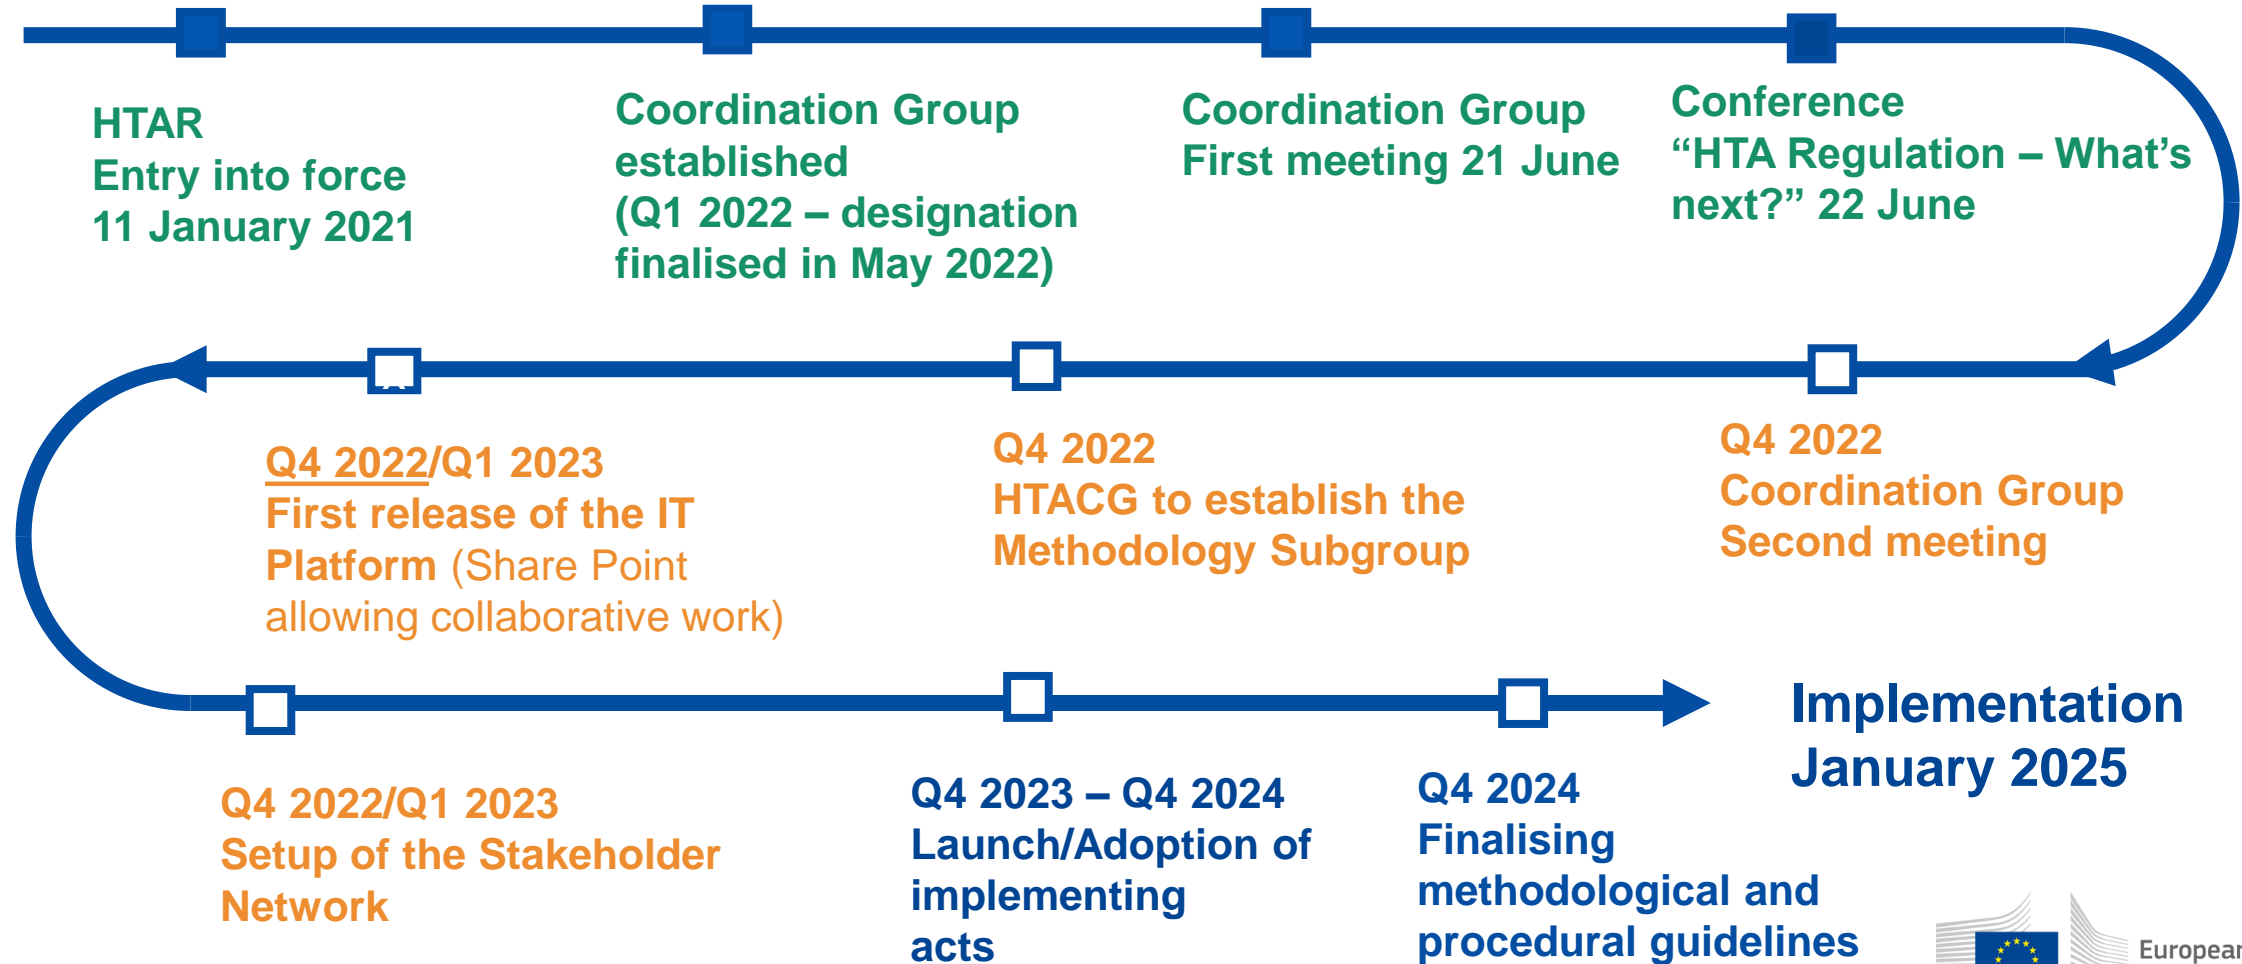 HTAR
Entry into force
11 January 2021
Coordination Group
established
(Q1 2022 – designation
finalised in May 2022)
Coordination Group
First meeting 21 June
Conference
“HTA Regulation – What’s
next?” 22 June
Q4 2022
Coordination Group
Second meeting
Q4 2022
HTACG to establish the
Methodology Subgroup
Q4 2022/Q1 2023
First release of the IT
Platform (Share Point
allowing collaborative work)
Q4 2022/Q1 2023
Setup of the Stakeholder
Network
Q4 2023 – Q4 2024
Launch/Adoption of
implementing
acts
Q4 2024
Finalising
methodological and
procedural guidelines
Implementation
January 2025